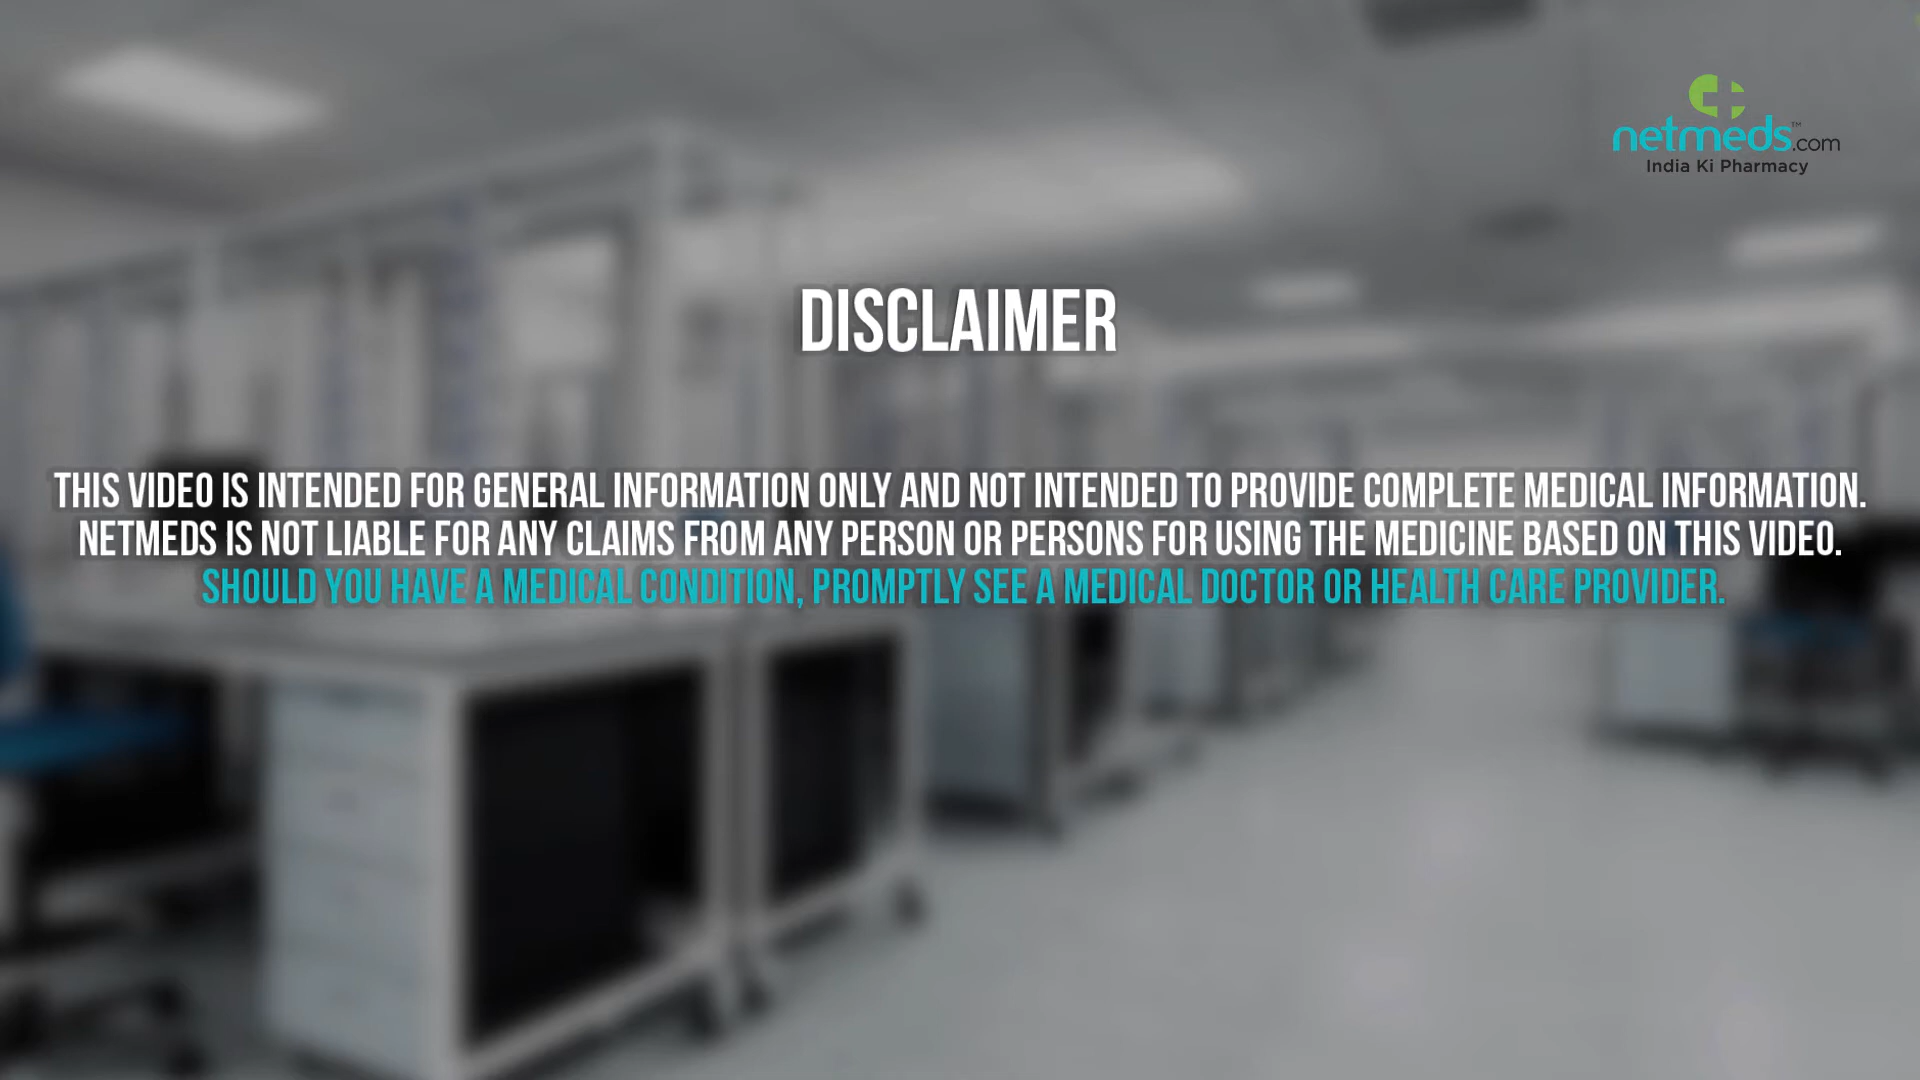 netmeds™.com
India Ki Pharmacy
DISCLAIMER
THIS VIDEO IS INTENDED FOR GENERAL INFORMATION ONLY AND NOT INTENDED TO PROVIDE COMPLETE MEDICAL INFORMATION.
NETMEDS IS NOT LIABLE FOR ANY CLAIMS FROM ANY PERSON OR PERSONS FOR USING THE MEDICINE BASED ON THIS VIDEO.
SHOULD YOU HAVE A MEDICAL CONDITION, PROMPTLY SEE A MEDICAL DOCTOR OR HEALTH CARE PROVIDER.